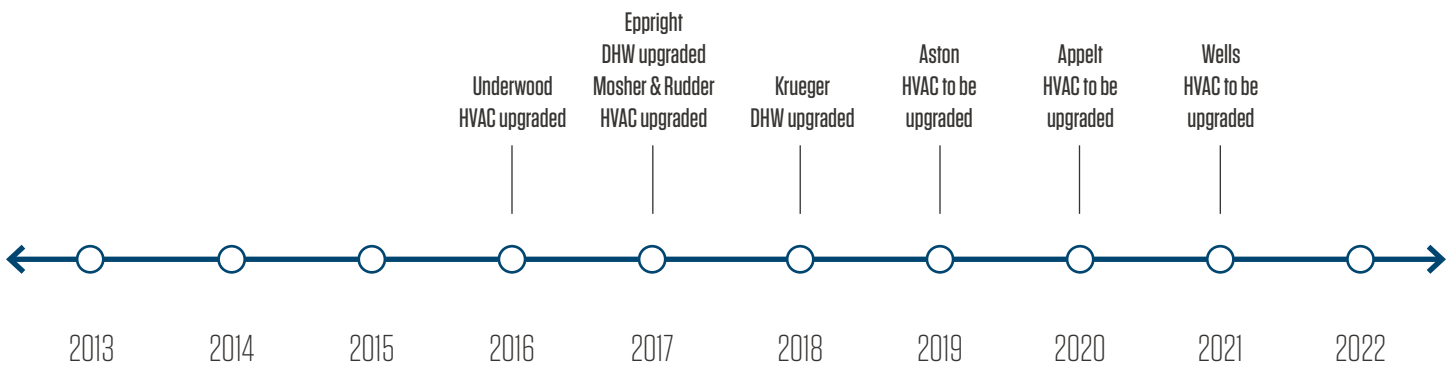 Underwood
HVAC upgraded
Eppright
DHW upgraded
Mosher & Rudder
HVAC upgraded
Krueger
DHW upgraded
Aston
HVAC to be
upgraded
Appelt
HVAC to be
upgraded
Wells
HVAC to be
upgraded
2013
2014
2015
2016
2017
2018
2019
2020
2021
2022